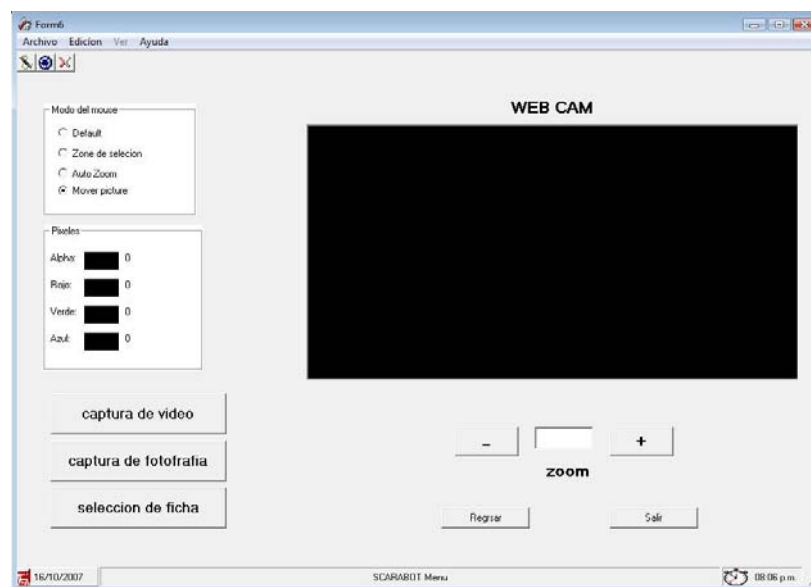 Form6
Archivo Edicion Ver Ayuda
Modo del mouse
Default
Zone de selecion
Auto Zoom
Mover picture
Pixeles
Alpha: 0
Rojo: 0
Verde: 0
Azul: 0
captura de video
captura de fotofrafia
seleccion de ficha
WEB CAM
- +
zoom
Regrsar Salir
16/10/2007 SCARABOT Menu 08:06 p.m.